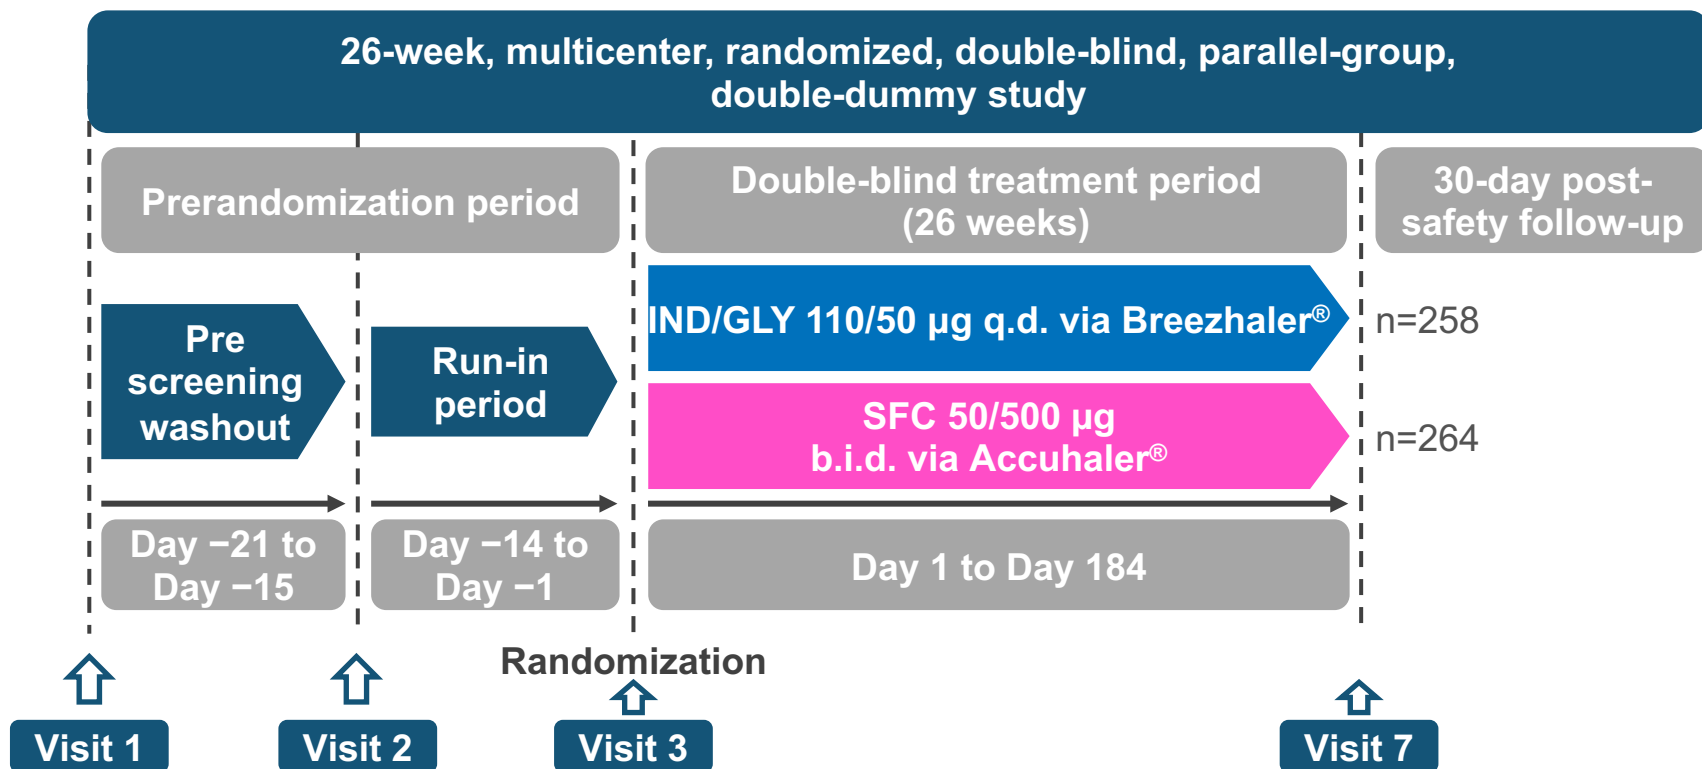 26-week, multicenter, randomized, double-blind, parallel-group,
double-dummy study
Prerandomization period
Double-blind treatment period
(26 weeks)
30-day post-
safety follow-up
Pre
screening
washout
Run-in
period
IND/GLY 110/50 µg q.d. via Breezhaler®
n=258
SFC 50/500 µg
b.i.d. via Accuhaler®
n=264
Day −21 to
Day −15
Day −14 to
Day −1
Day 1 to Day 184
Randomization
Visit 1
Visit 2
Visit 3
Visit 7